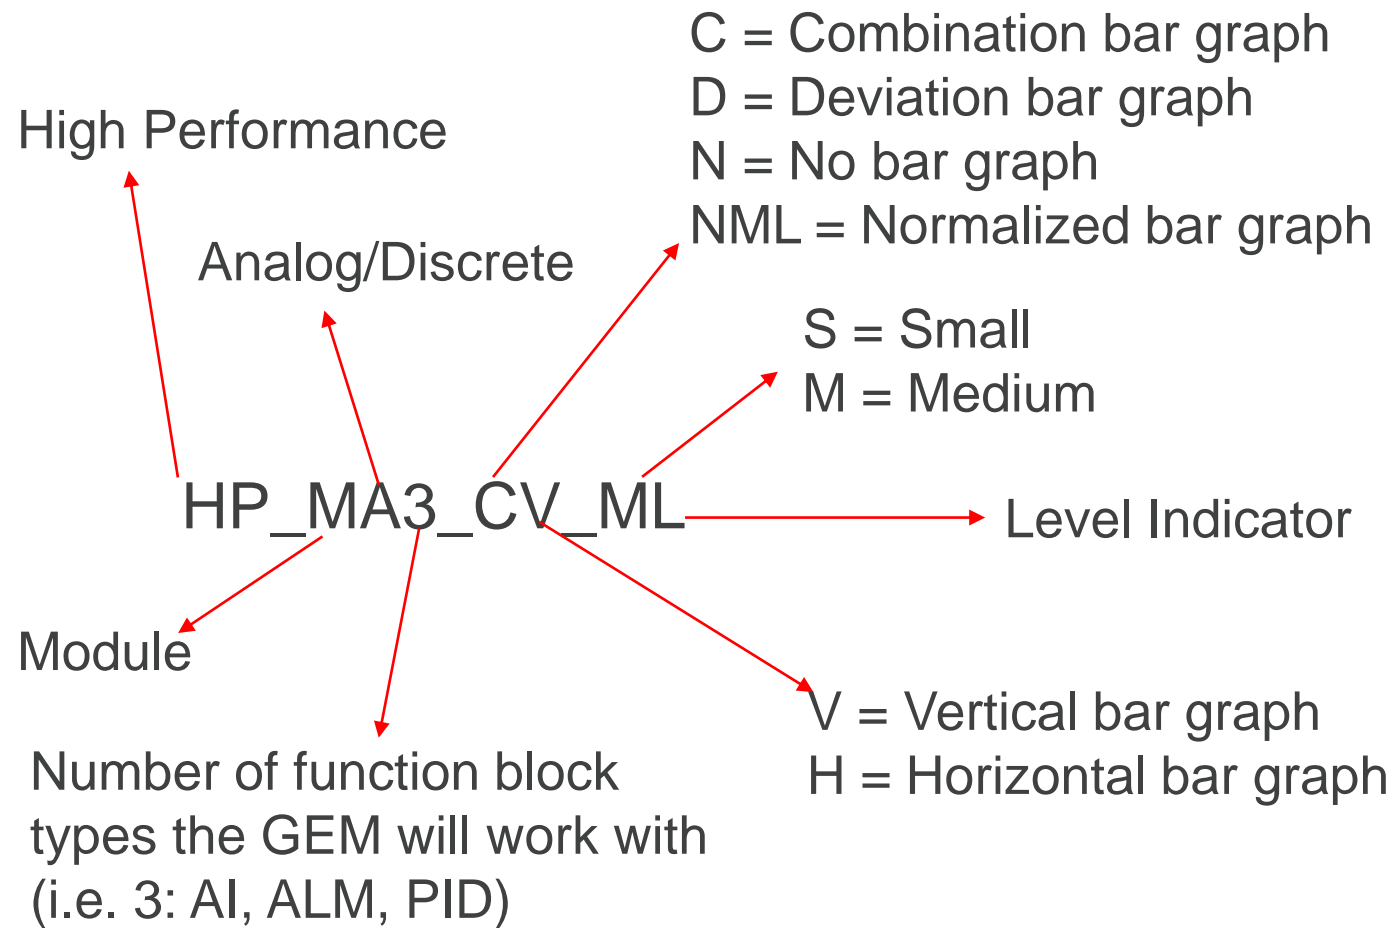 C = Combination bar graph
D = Deviation bar graph
N = No bar graph
NML = Normalized bar graph
High Performance
Analog/Discrete
S = Small
M = Medium
HP_MA3_CV_ML
Level Indicator
Module
V = Vertical bar graph
H = Horizontal bar graph
Number of function block
types the GEM will work with
(i.e. 3: AI, ALM, PID)